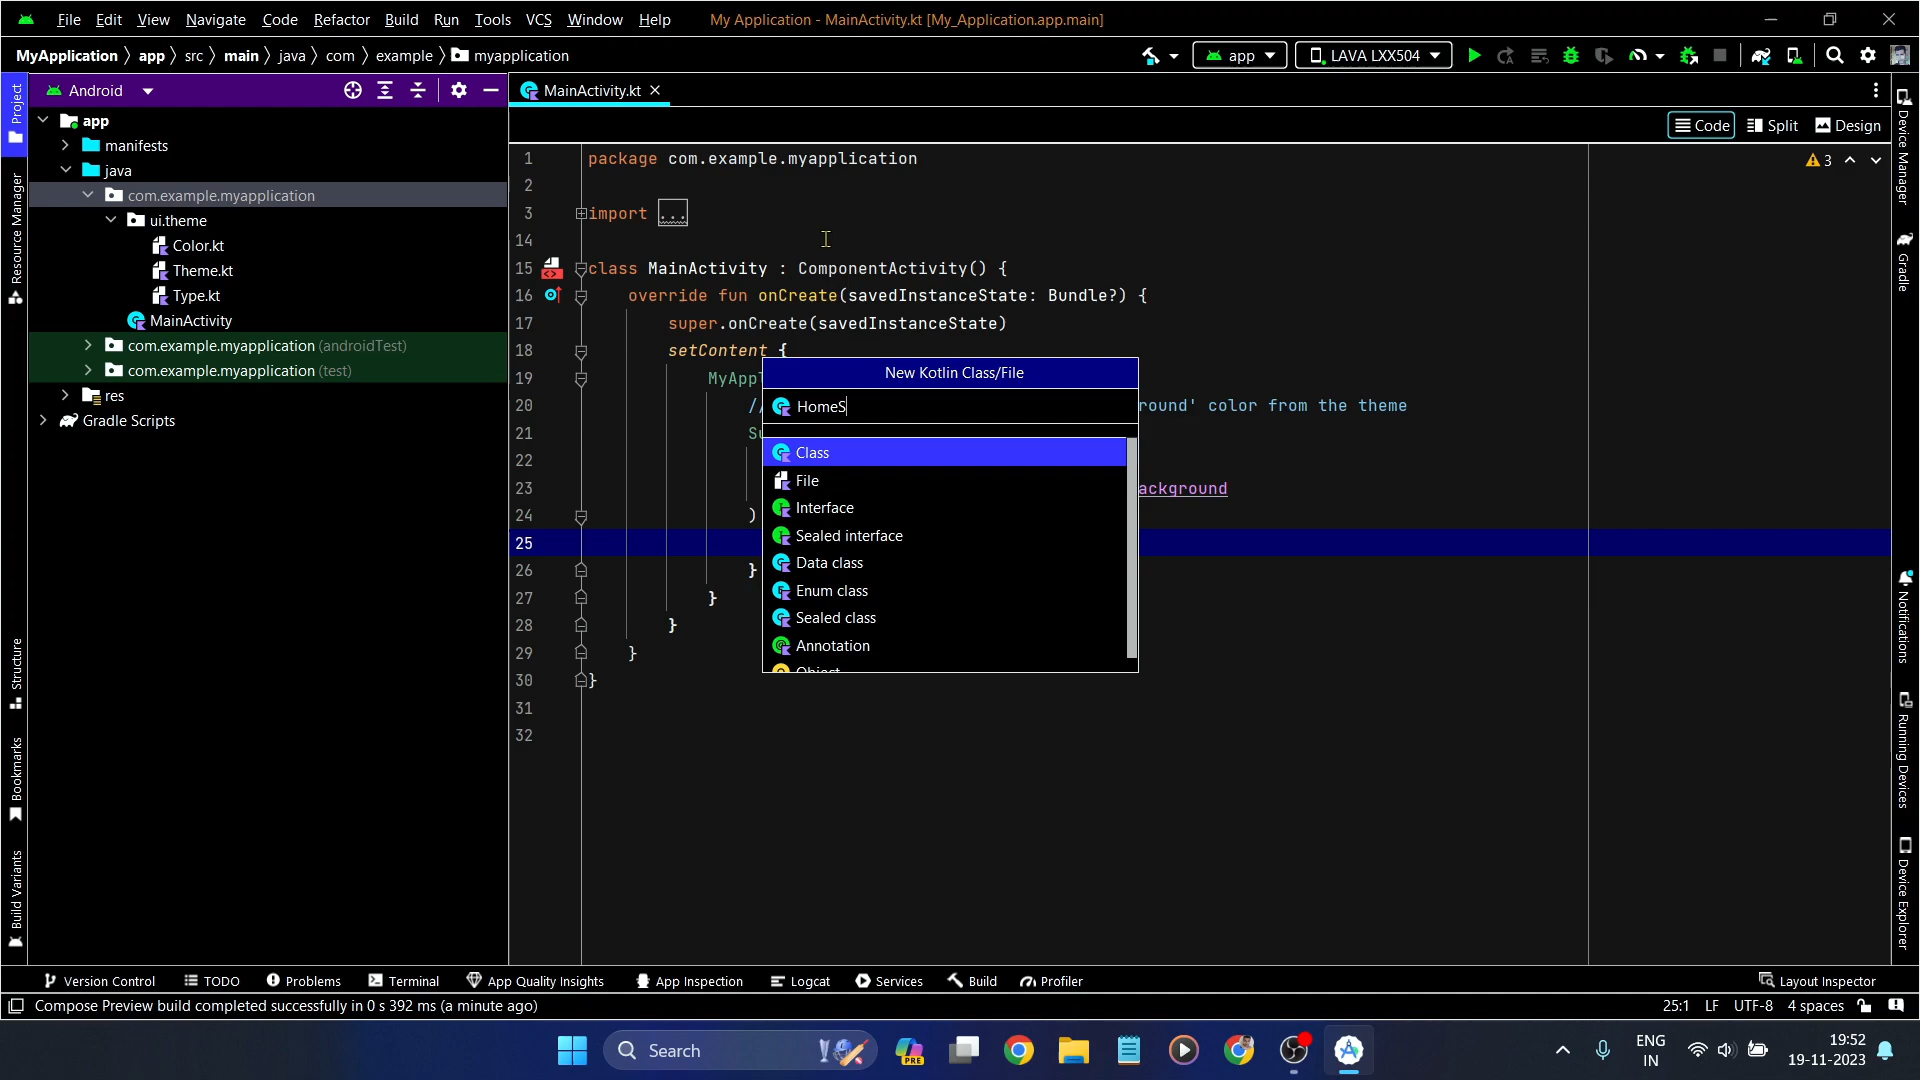 File Edit View Navigate Code Refactor Build Run Tools VCS Window Help My Application - MainActivity.kt [My_Application.app.main]
MyApplication app src main java com example myapplication app LAVA LXX504
Project
Resource Manager
Structure
Bookmarks
Build Variants
Android
app
manifests
java
com.example.myapplication
ui.theme
Color.kt
Theme.kt
Type.kt
MainActivity
com.example.myapplication (androidTest)
com.example.myapplication (test)
res
Gradle Scripts
MainActivity.kt
Code Split Design
3
1 package com.example.myapplication
2
3 import ...
14
15 class MainActivity : ComponentActivity() {
16 override fun onCreate(savedInstanceState: Bundle?) {
17 super.onCreate(savedInstanceState)
18 setContent {
19 MyAppl
20 // ound' color from the theme
21 Su
22
23 ackground
24 )
25
26 }
27 }
28 }
29 }
30 }
31
32
New Kotlin Class/File
HomeS
Class
File
Interface
Sealed interface
Data class
Enum class
Sealed class
Annotation
Object
Device Manager
Gradle
Notifications
Running Devices
Device Explorer
Version Control TODO Problems Terminal App Quality Insights App Inspection Logcat Services Build Profiler Layout Inspector
Compose Preview build completed successfully in 0 s 392 ms (a minute ago) 25:1 LF UTF-8 4 spaces
Search
PRE
ENG
IN
19:52
19-11-2023